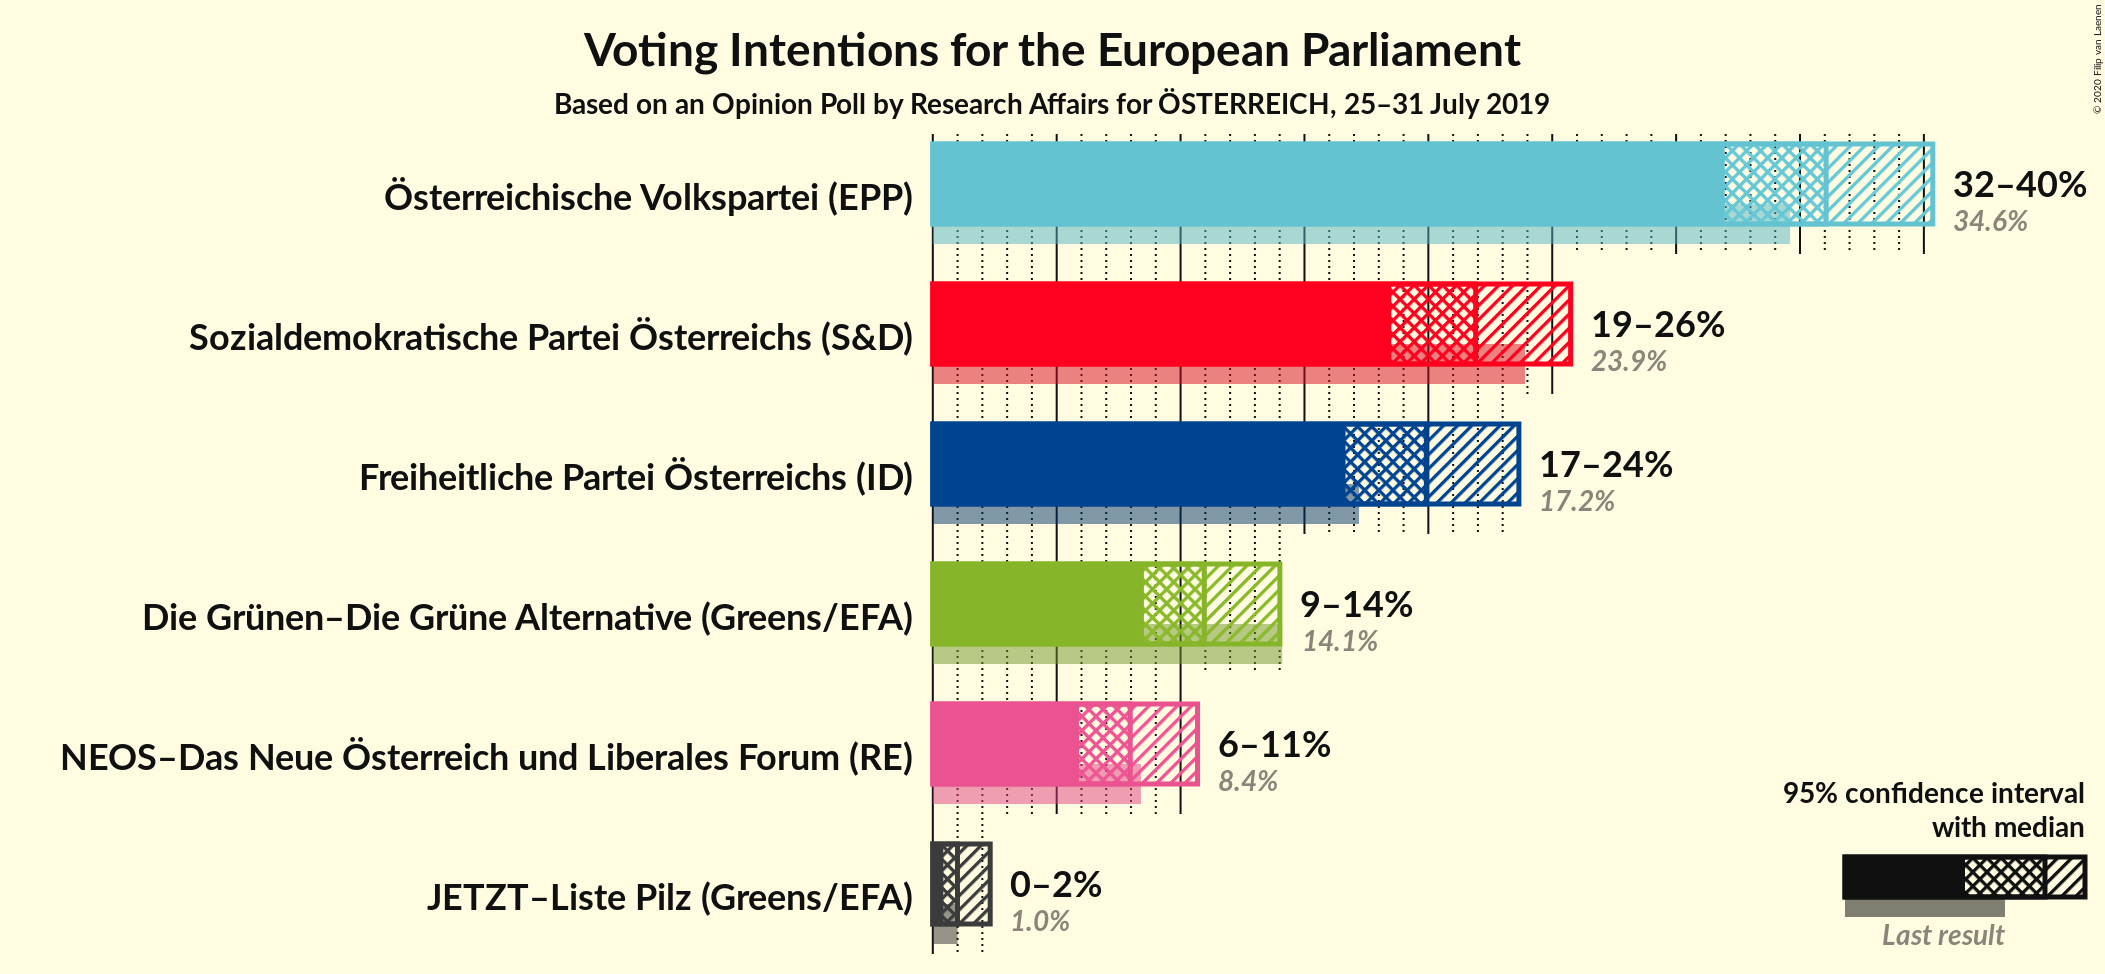 Voting Intentions for the European Parliament
Based on an Opinion Poll by Research Affairs for ÖSTERREICH, 25–31 July 2019
© 2020 Filip van Laenen
Österreichische Volkspartei (EPP)
32–40%
34.6%
Sozialdemokratische Partei Österreichs (S&D)
19–26%
23.9%
Freiheitliche Partei Österreichs (ID)
17–24%
17.2%
Die Grünen–Die Grüne Alternative (Greens/EFA)
9–14%
14.1%
NEOS–Das Neue Österreich und Liberales Forum (RE)
6–11%
8.4%
JETZT–Liste Pilz (Greens/EFA)
0–2%
1.0%
95% confidence interval
with median
Last result